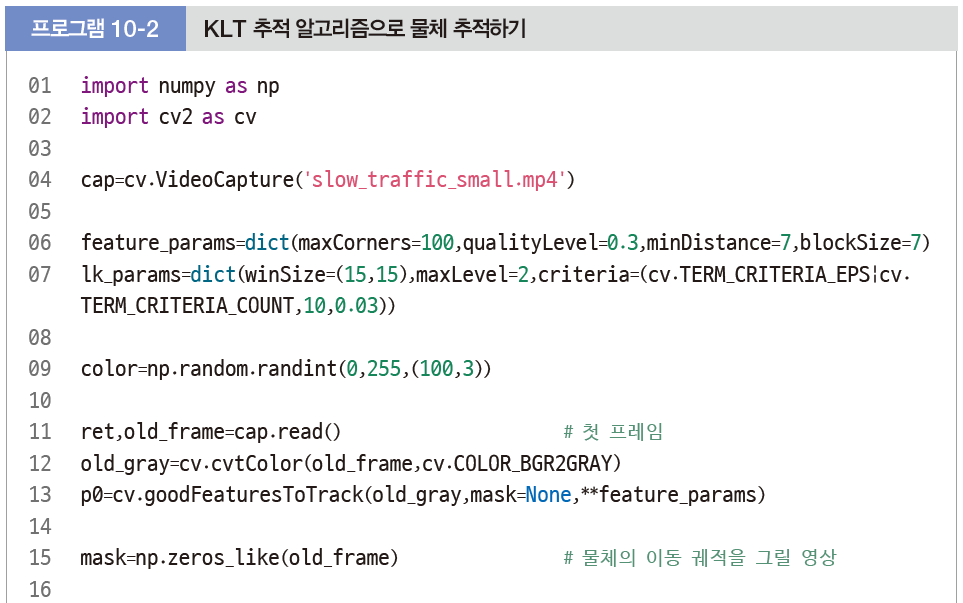 프로그램 10-2 KLT 추적 알고리즘으로 물체 추적하기
01 import numpy as np
02 import cv2 as cv
03
04 cap=cv.VideoCapture('slow_traffic_small.mp4')
05
06 feature_params=dict(maxCorners=100,qualityLevel=0.3,minDistance=7,blockSize=7)
07 lk_params=dict(winSize=(15,15),maxLevel=2,criteria=(cv.TERM_CRITERIA_EPS¦cv.
TERM_CRITERIA_COUNT,10,0.03))
08
09 color=np.random.randint(0,255,(100,3))
10
11 ret,old_frame=cap.read() # 첫 프레임
12 old_gray=cv.cvtColor(old_frame,cv.COLOR_BGR2GRAY)
13 p0=cv.goodFeaturesToTrack(old_gray,mask=None,**feature_params)
14
15 mask=np.zeros_like(old_frame) # 물체의 이동 궤적을 그릴 영상
16